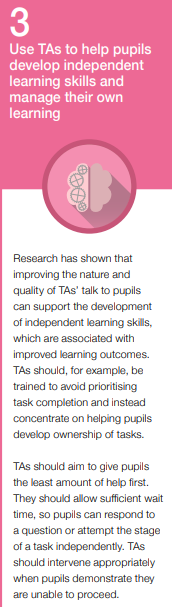 3
Use TAs to help pupils
develop independent
learning skills and
manage their own
learning
Research has shown that
improving the nature and
quality of TAs’ talk to pupils
can support the development
of independent learning skills,
which are associated with
improved learning outcomes.
TAs should, for example, be
trained to avoid prioritising
task completion and instead
concentrate on helping pupils
develop ownership of tasks.
TAs should aim to give pupils
the least amount of help first.
They should allow sufficient wait
time, so pupils can respond to
a question or attempt the stage
of a task independently. TAs
should intervene appropriately
when pupils demonstrate they
are unable to proceed.